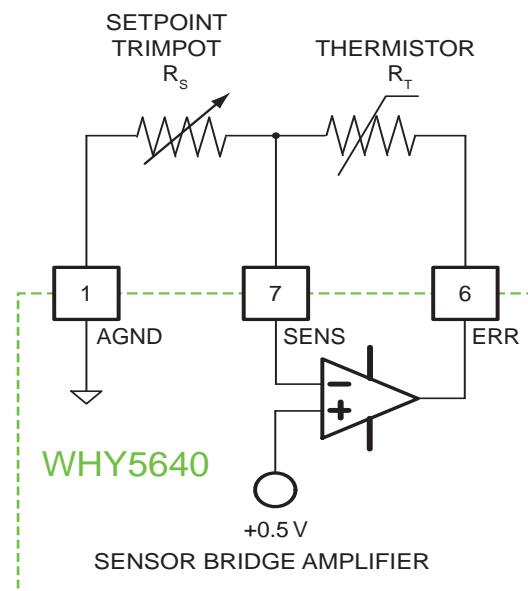 SETPOINT
TRIMPOT
RS
THERMISTOR
RT
1
7
6
AGND
SENS
ERR
WHY5640
+0.5 V
SENSOR BRIDGE AMPLIFIER